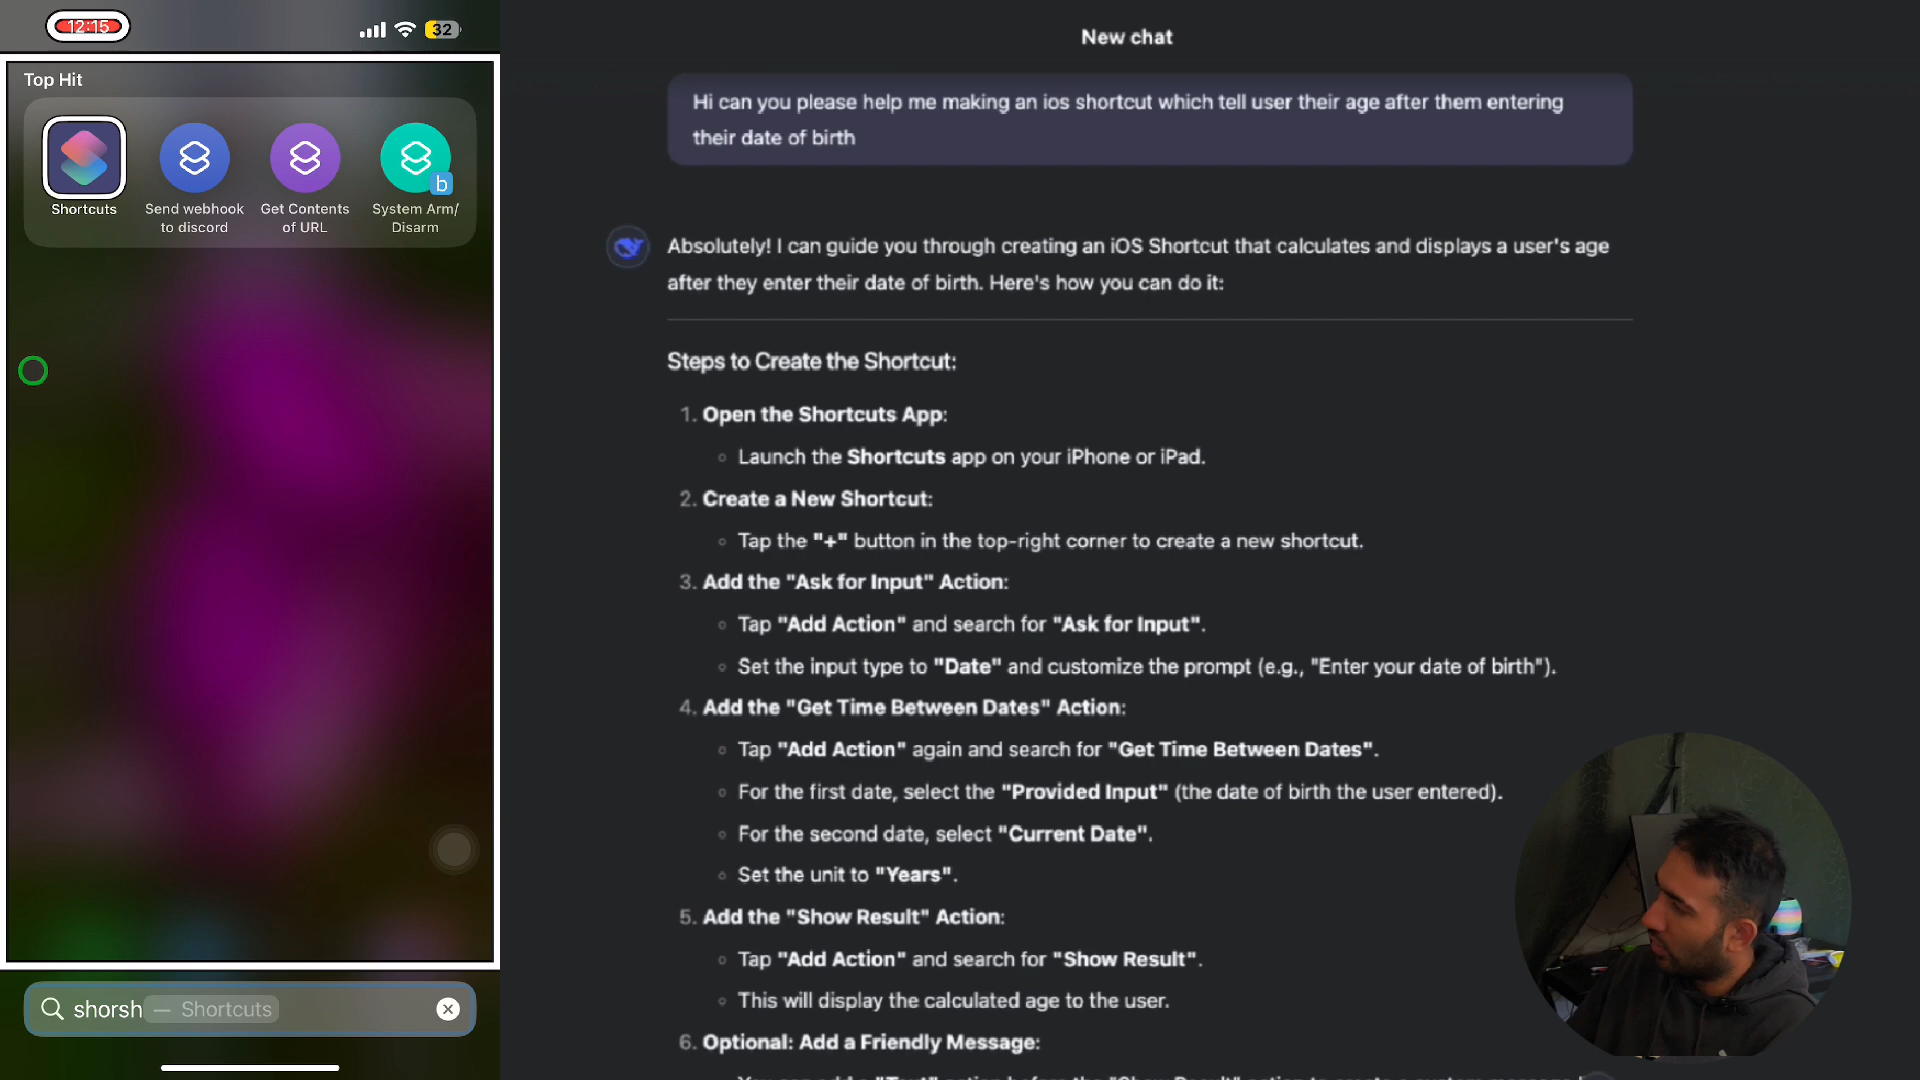 12:15
32
Top Hit
Shortcuts
Send webhook
to discord
Get Contents
of URL
System Arm/
Disarm
b
shorsh — Shortcuts
New chat
Hi can you please help me making an ios shortcut which tell user their age after them entering
their date of birth
Absolutely! I can guide you through creating an iOS Shortcut that calculates and displays a user's age
after they enter their date of birth. Here's how you can do it:
Steps to Create the Shortcut:
1. Open the Shortcuts App:
Launch the Shortcuts app on your iPhone or iPad.
2. Create a New Shortcut:
Tap the "+" button in the top-right corner to create a new shortcut.
3. Add the "Ask for Input" Action:
Tap "Add Action" and search for "Ask for Input".
Set the input type to "Date" and customize the prompt (e.g., "Enter your date of birth").
4. Add the "Get Time Between Dates" Action:
Tap "Add Action" again and search for "Get Time Between Dates".
For the first date, select the "Provided Input" (the date of birth the user entered).
For the second date, select "Current Date".
Set the unit to "Years".
5. Add the "Show Result" Action:
Tap "Add Action" and search for "Show Result".
This will display the calculated age to the user.
6. Optional: Add a Friendly Message: